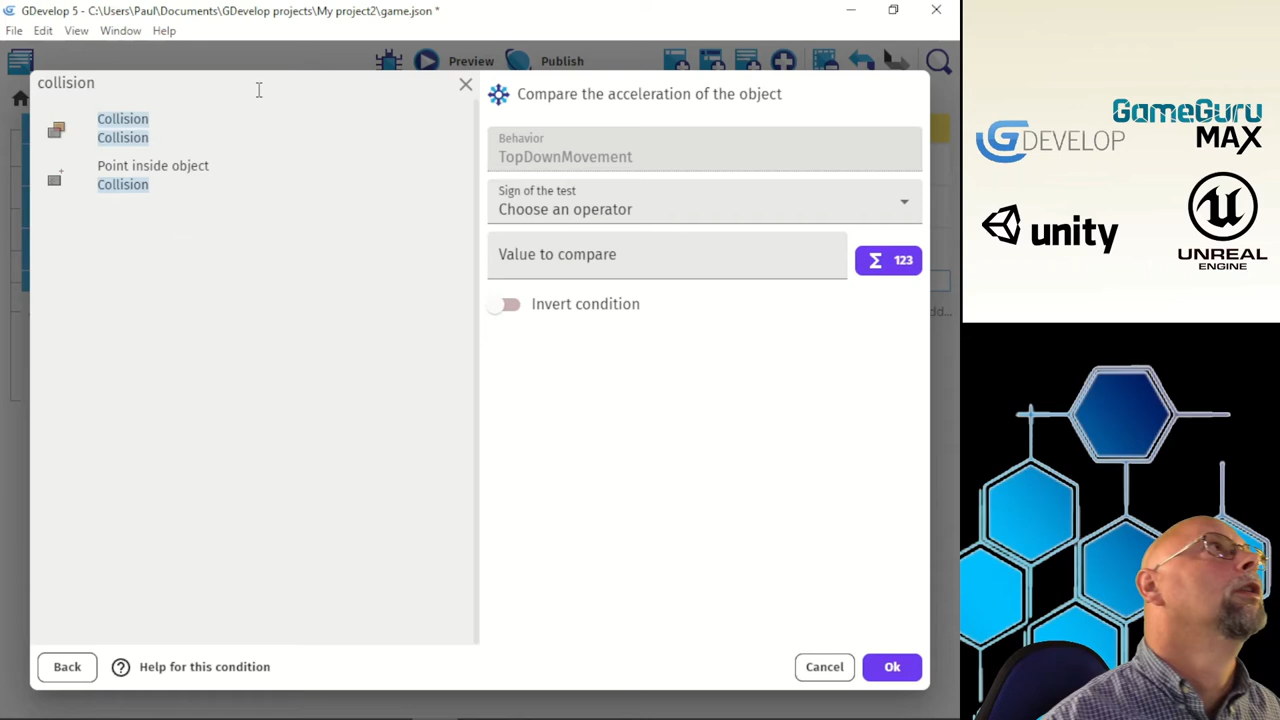 GDevelop 5 - C:\Users\Paul\Documents\GDevelop projects\My project2\game.json *
File Edit View Window Help
Preview Publish
collision
Collision
Collision
Point inside object
Collision
Compare the acceleration of the object
Behavior
TopDownMovement
Sign of the test
Choose an operator
Value to compare
123
Invert condition
Back
Help for this condition
Cancel
Ok
dd...
GameGuru
MAX
GDEVELOP
unity
UNREAL
ENGINE